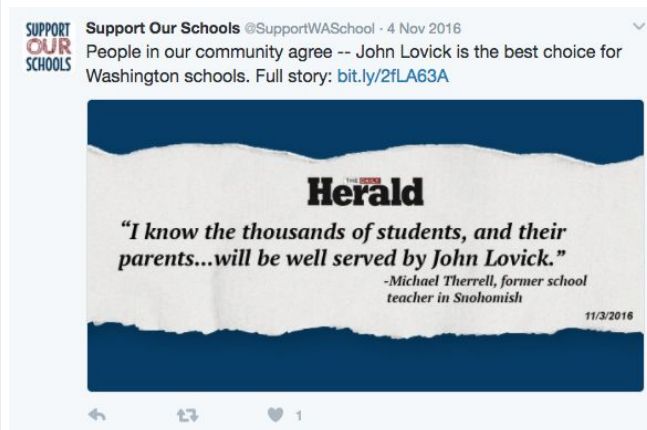 SUPPORT
OUR
SCHOOLS
Support Our Schools @SupportWASchool · 4 Nov 2016
People in our community agree -- John Lovick is the best choice for
Washington schools. Full story: bit.ly/2fLA63A
THE DAILY
Herald
“I know the thousands of students, and their
parents...will be well served by John Lovick.”
-Michael Therrell, former school
teacher in Snohomish
11/3/2016
1